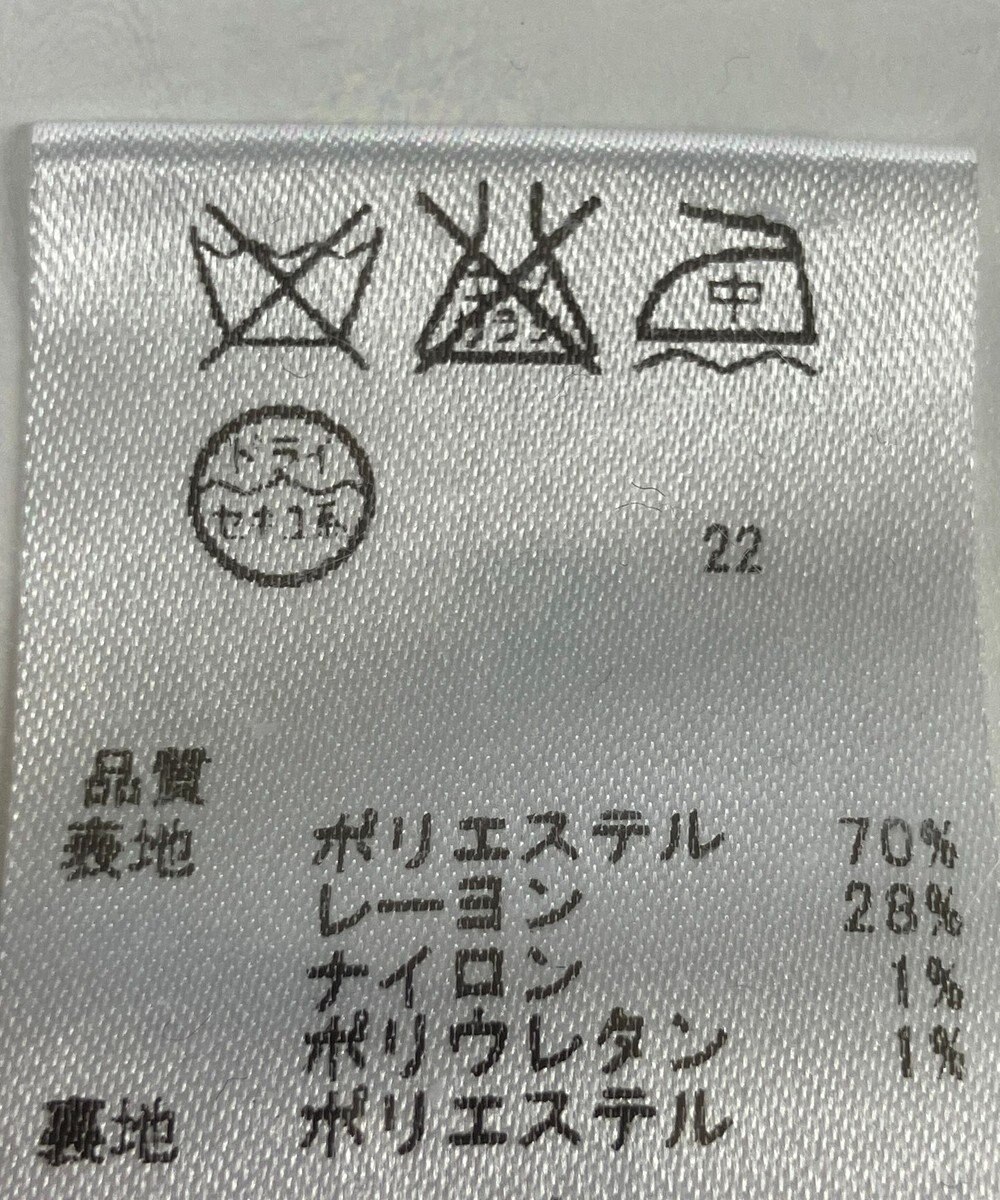 中
ドライ
セキユ系
22
品質
表地 ポリエステル 70%
レーヨン 28%
ナイロン 1%
ポリウレタン 1%
裏地 ポリエステル